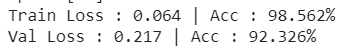 Train Loss : 0.064 | Acc : 98.562%
Val Loss : 0.217 | Acc : 92.326%